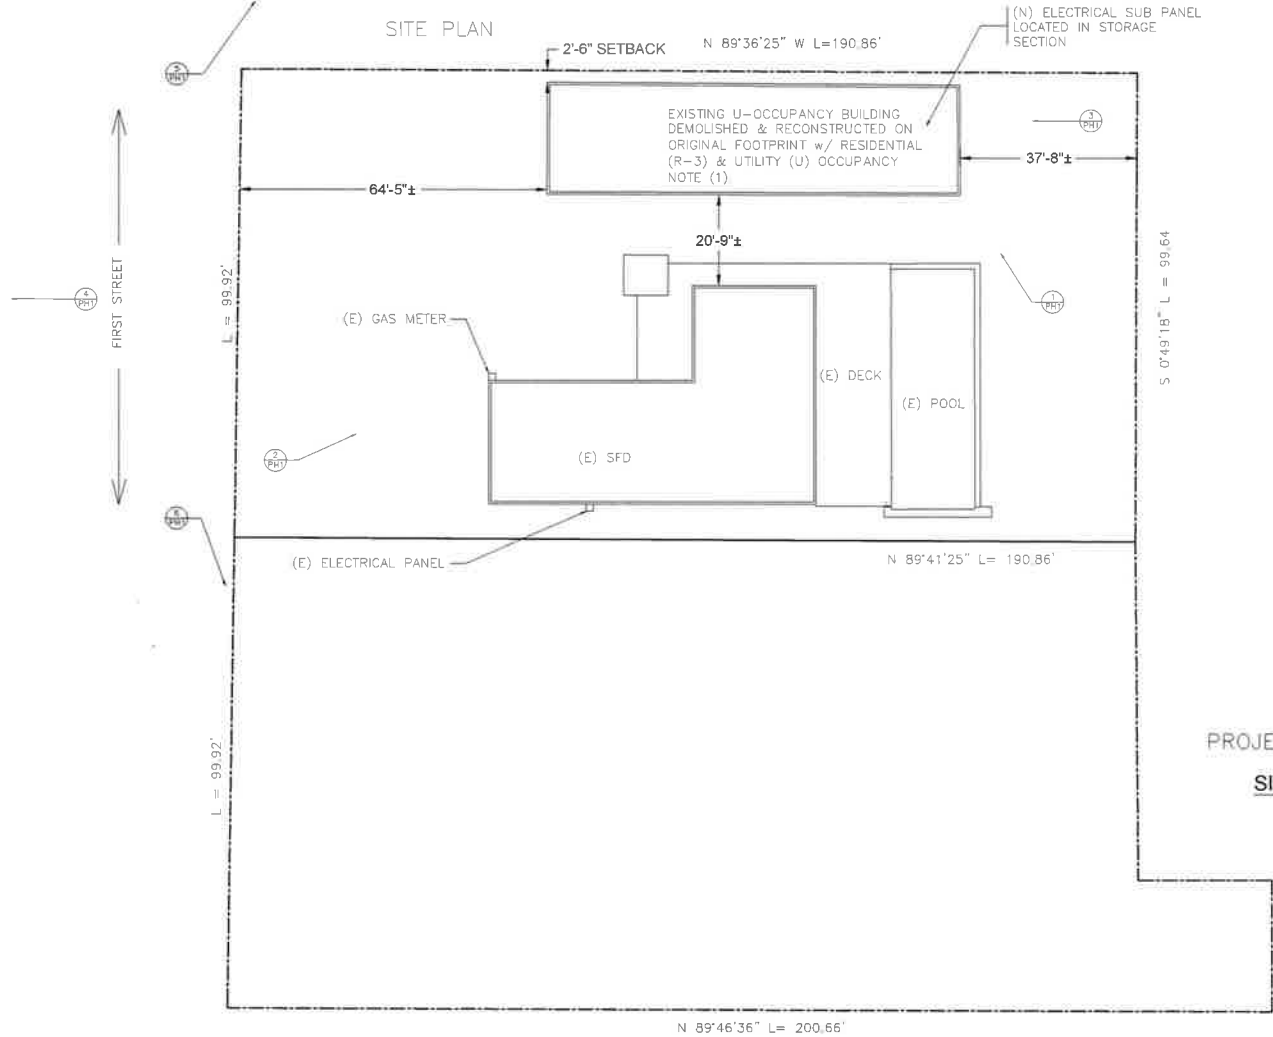 SITE PLAN
(N) ELECTRICAL SUB PANEL
LOCATED IN STORAGE
SECTION
2'-6" SETBACK
N 89°36'25" W L=190.86'
5
PH1
EXISTING U-OCCUPANCY BUILDING
DEMOLISHED & RECONSTRUCTED ON
ORIGINAL FOOTPRINT w/ RESIDENTIAL
(R-3) & UTILITY (U) OCCUPANCY
NOTE (1)
3
PH1
37'-8"±
64'-5"±
20'-9"±
FIRST STREET
L = 99.92'
S 0°49'18" L = 99.64
4
PH1
1
PH1
(E) GAS METER
(E) DECK
(E) POOL
2
PH1
(E) SFD
6
PH1
(E) ELECTRICAL PANEL
N 89°41'25" L= 190.86'
L = 99.92'
PROJE
SI
N 89°46'36" L= 200.66'